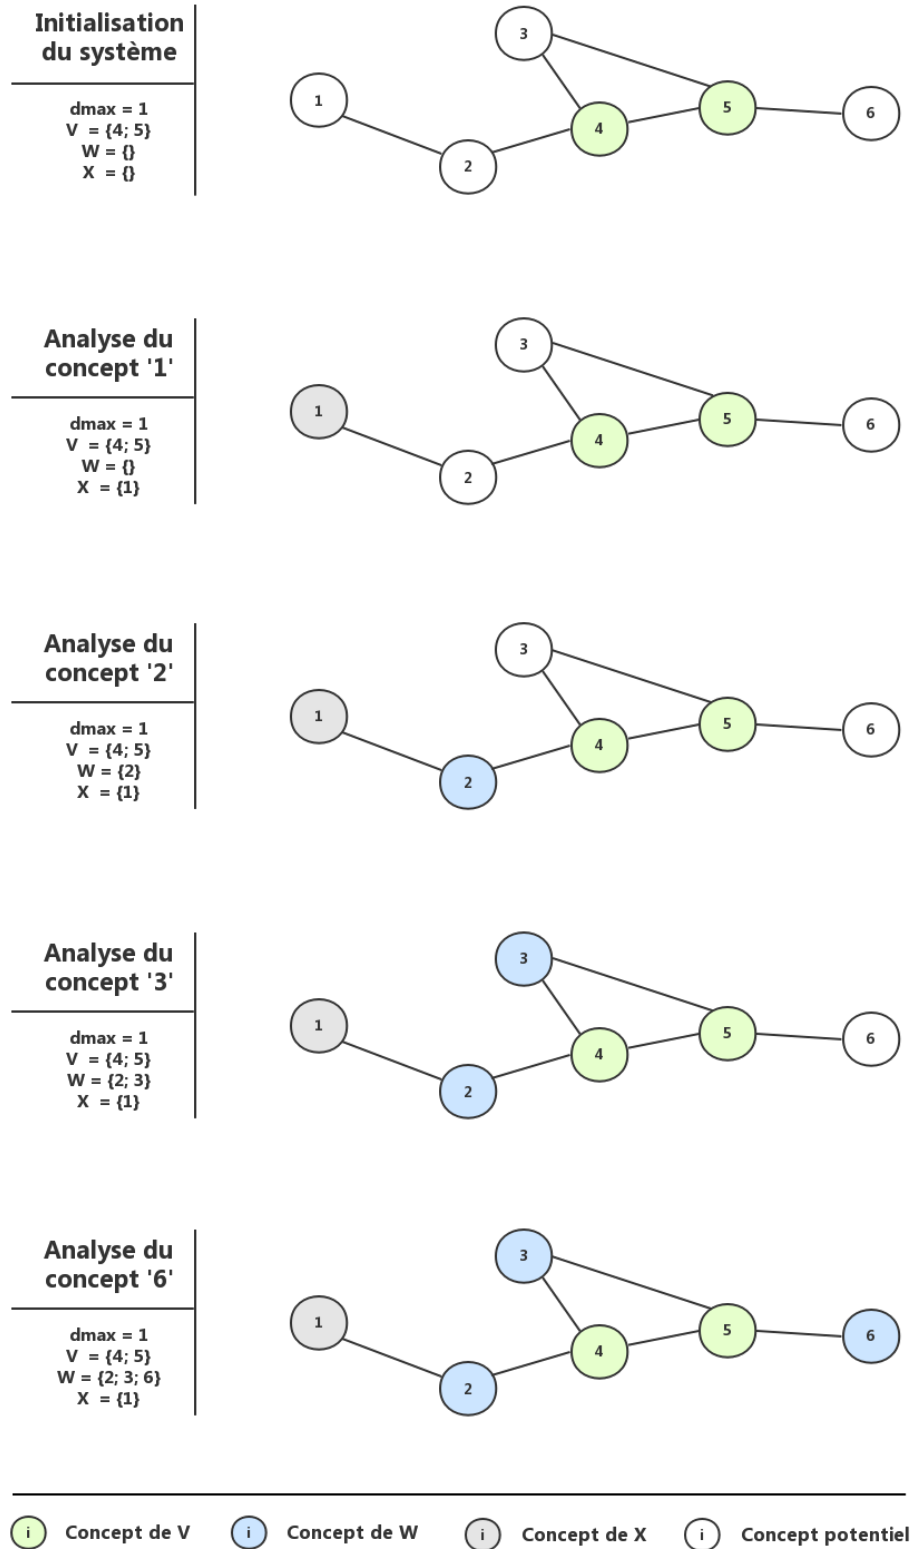 Initialisation
du système
dmax = 1
V = {4; 5}
W = {}
X = {}
3
1
5
6
4
2
Analyse du
concept '1'
dmax = 1
V = {4; 5}
W = {}
X = {1}
3
1
5
6
4
2
Analyse du
concept '2'
dmax = 1
V = {4; 5}
W = {2}
X = {1}
3
1
5
6
4
2
Analyse du
concept '3'
dmax = 1
V = {4; 5}
W = {2; 3}
X = {1}
3
1
5
6
4
2
Analyse du
concept '6'
dmax = 1
V = {4; 5}
W = {2; 3; 6}
X = {1}
3
1
5
6
4
2
i Concept de V
i Concept de W
i Concept de X
i Concept potentiel